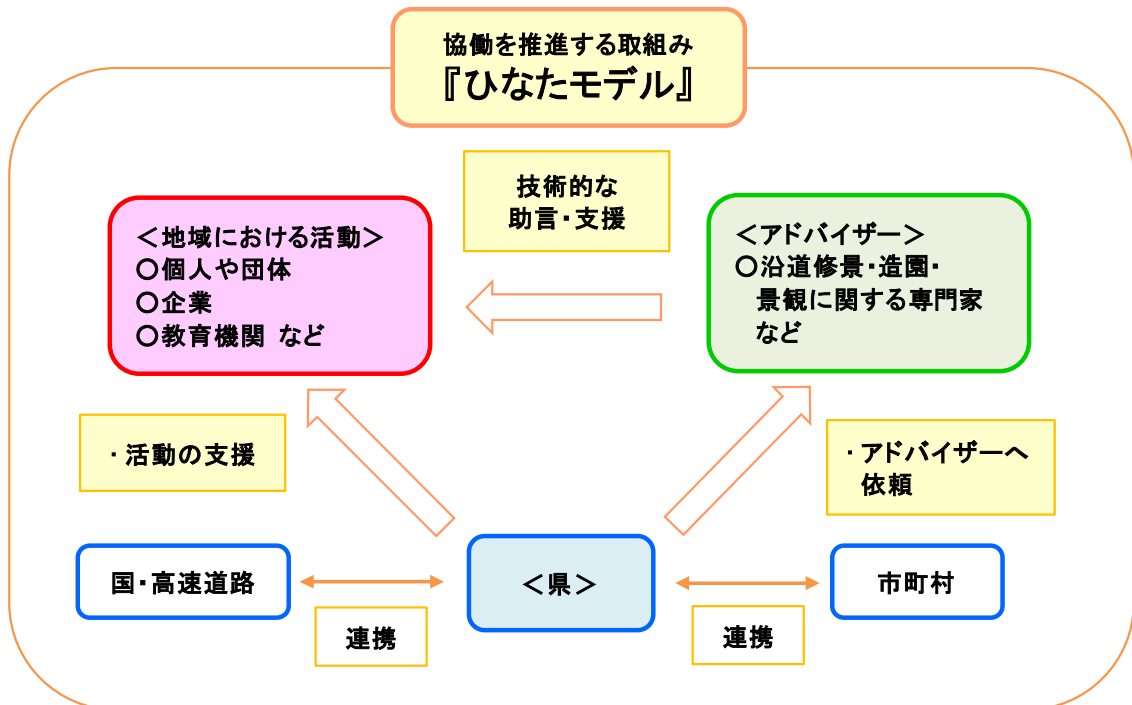 協働を推進する取組み
『ひなたモデル』
技術的な
助言・支援
＜地域における活動＞
○個人や団体
○企業
○教育機関 など
＜アドバイザー＞
○沿道修景・造園・
景観に関する専門家
など
・活動の支援
・アドバイザーへ
依頼
国・高速道路
＜県＞
市町村
連携
連携